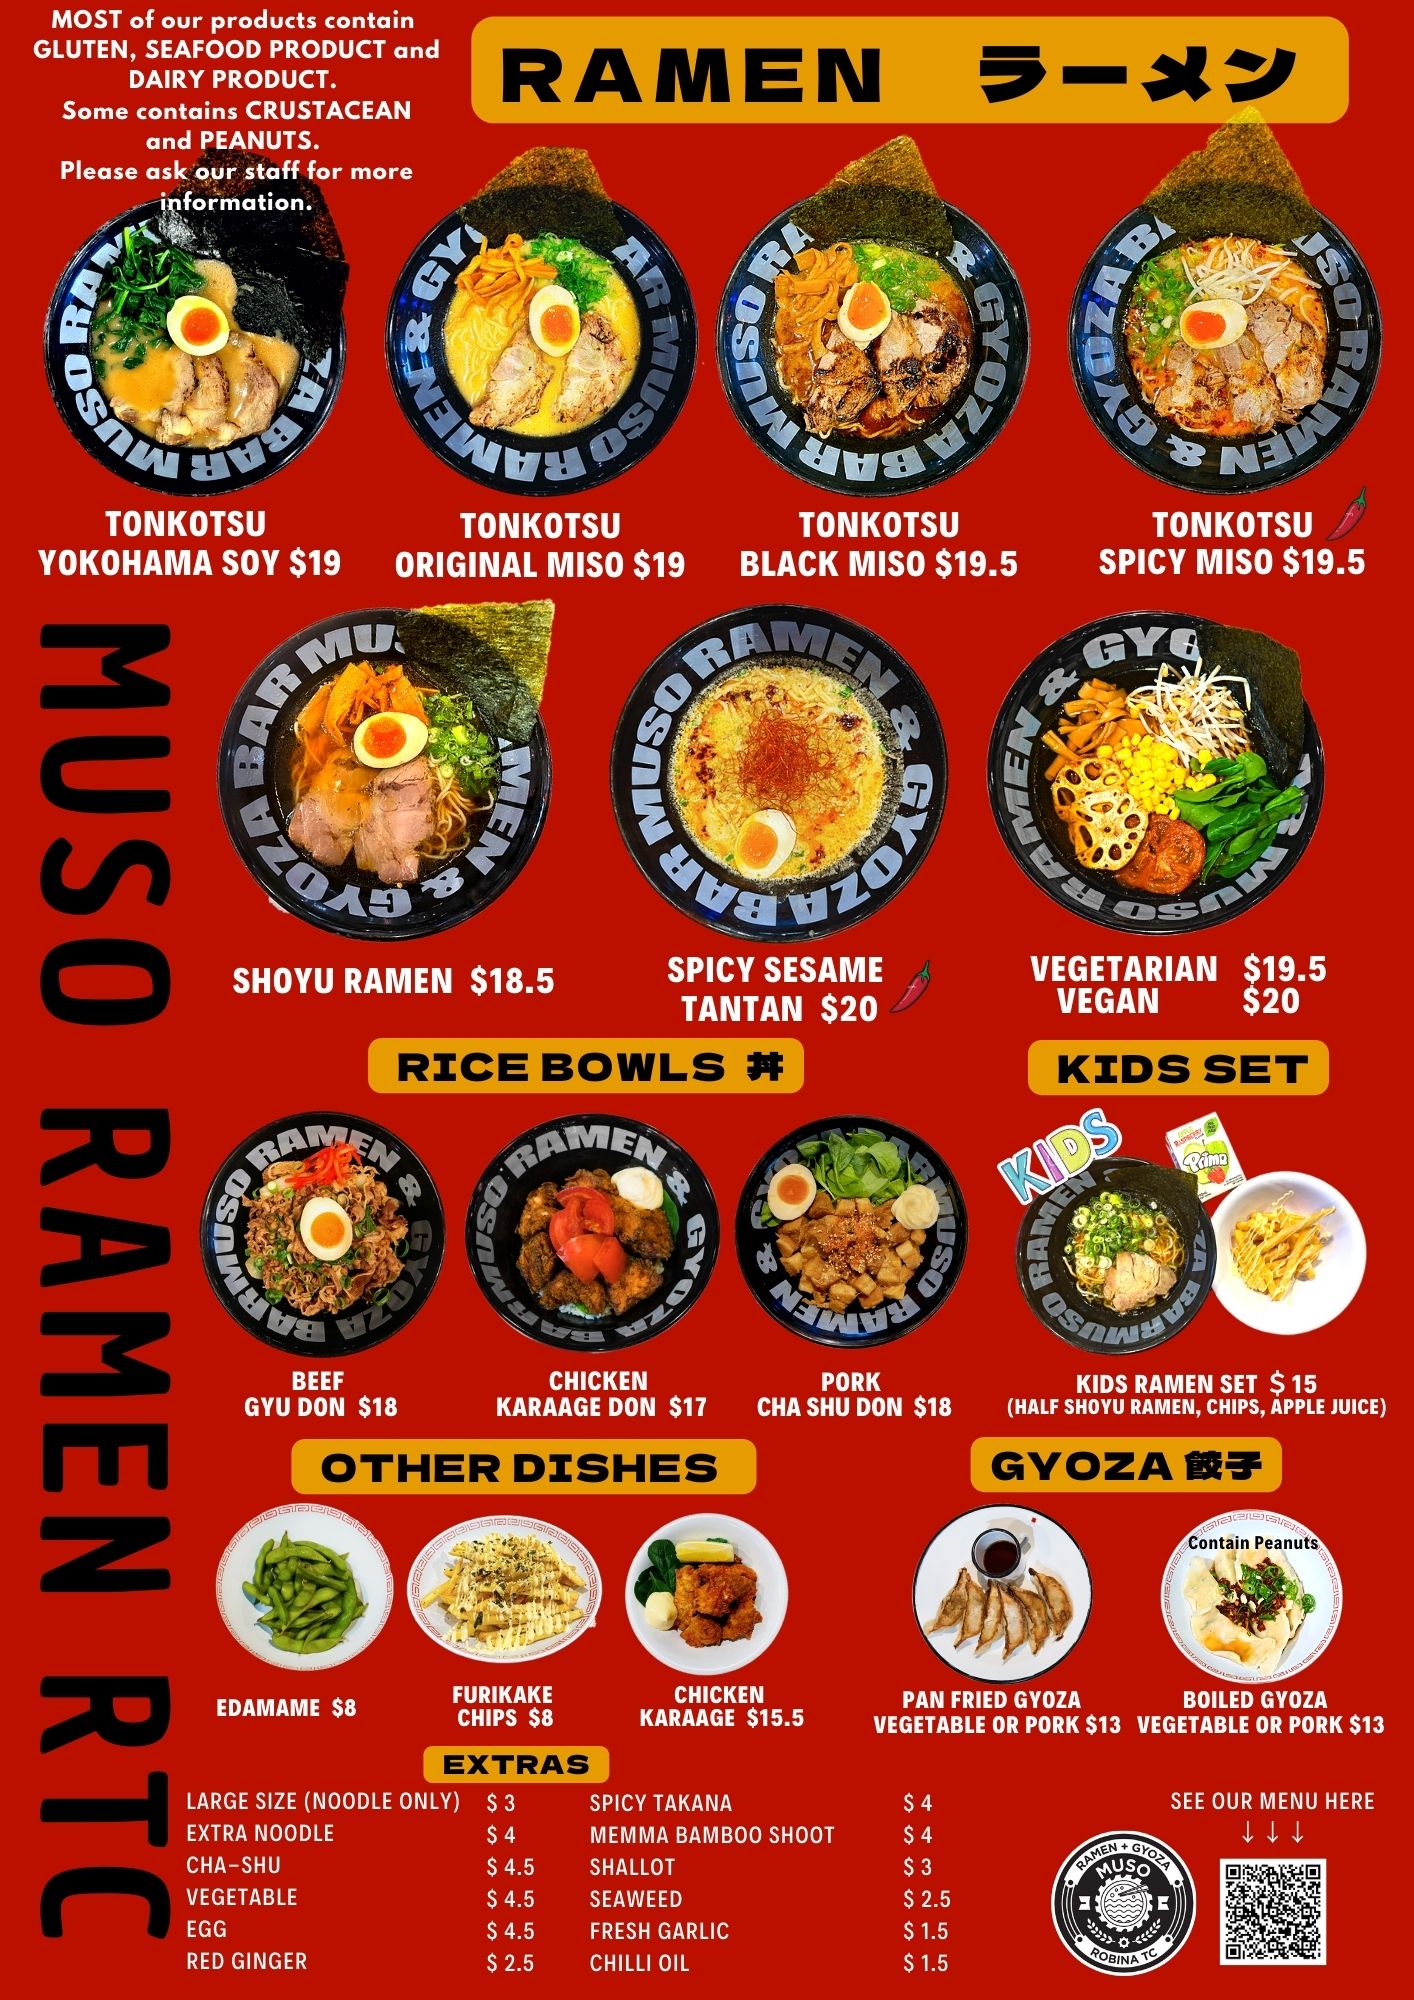 MOST of our products contain
GLUTEN, SEAFOOD PRODUCT and
DAIRY PRODUCT.
Some contains CRUSTACEAN
and PEANUTS.
Please ask our staff for more
information.
RAMEN ラーメン
TONKOTSU
YOKOHAMA SOY $19
TONKOTSU
ORIGINAL MISO $19
TONKOTSU
BLACK MISO $19.5
TONKOTSU
SPICY MISO $19.5
MUSO RAMEN RTC
SHOYU RAMEN $18.5
SPICY SESAME
TANTAN $20
VEGETARIAN $19.5
VEGAN $20
RICE BOWLS 丼
BEEF
GYU DON $18
CHICKEN
KARAAGE DON $17
PORK
CHA SHU DON $18
KIDS SET
KIDS
Prima
KIDS RAMEN SET $ 15
(HALF SHOYU RAMEN, CHIPS, APPLE JUICE)
OTHER DISHES
EDAMAME $8
FURIKAKE
CHIPS $8
CHICKEN
KARAAGE $15.5
GYOZA 餃子
PAN FRIED GYOZA
VEGETABLE OR PORK $13
Contain Peanuts
BOILED GYOZA
VEGETABLE OR PORK $13
EXTRAS
LARGE SIZE (NOODLE ONLY) $ 3
EXTRA NOODLE $ 4
CHA-SHU $ 4.5
VEGETABLE $ 4.5
EGG $ 4.5
RED GINGER $ 2.5
SPICY TAKANA $ 4
MEMMA BAMBOO SHOOT $ 4
SHALLOT $ 3
SEAWEED $ 2.5
FRESH GARLIC $ 1.5
CHILLI OIL $ 1.5
SEE OUR MENU HERE
↓ ↓ ↓
RAMEN + GYOZA
MUSO
ROBINA TC